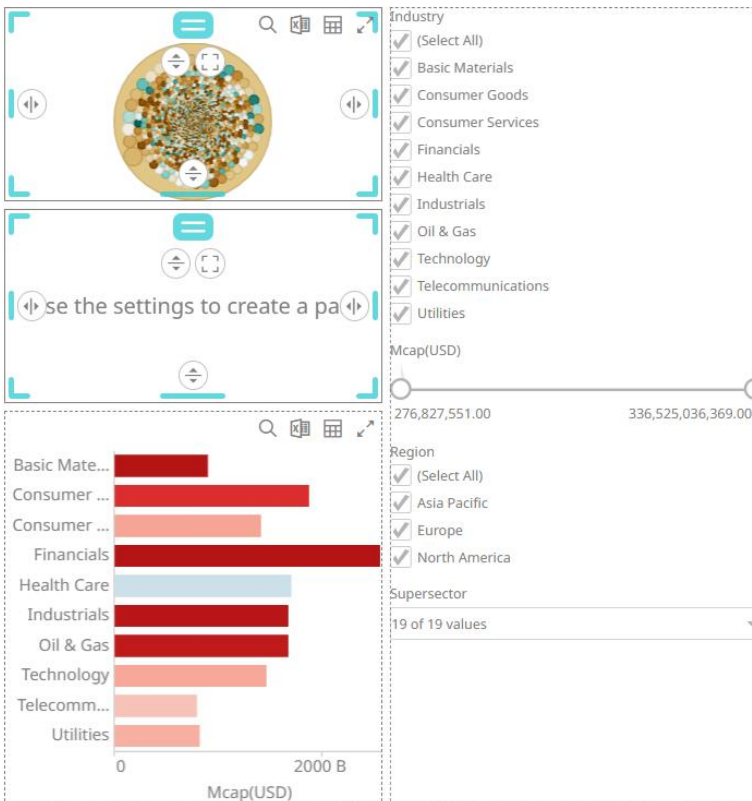 Industry
(Select All)
Basic Materials
Consumer Goods
Consumer Services
Financials
Health Care
Industrials
Oil & Gas
Technology
Telecommunications
Utilities
Mcap(USD)
276,827,551.00 336,525,036,369.00
Region
(Select All)
Asia Pacific
Europe
North America
Supersector
19 of 19 values
se the settings to create a pa
Basic Mate...
Consumer ...
Consumer ...
Financials
Health Care
Industrials
Oil & Gas
Technology
Telecomm...
Utilities
0 2000 B
Mcap(USD)